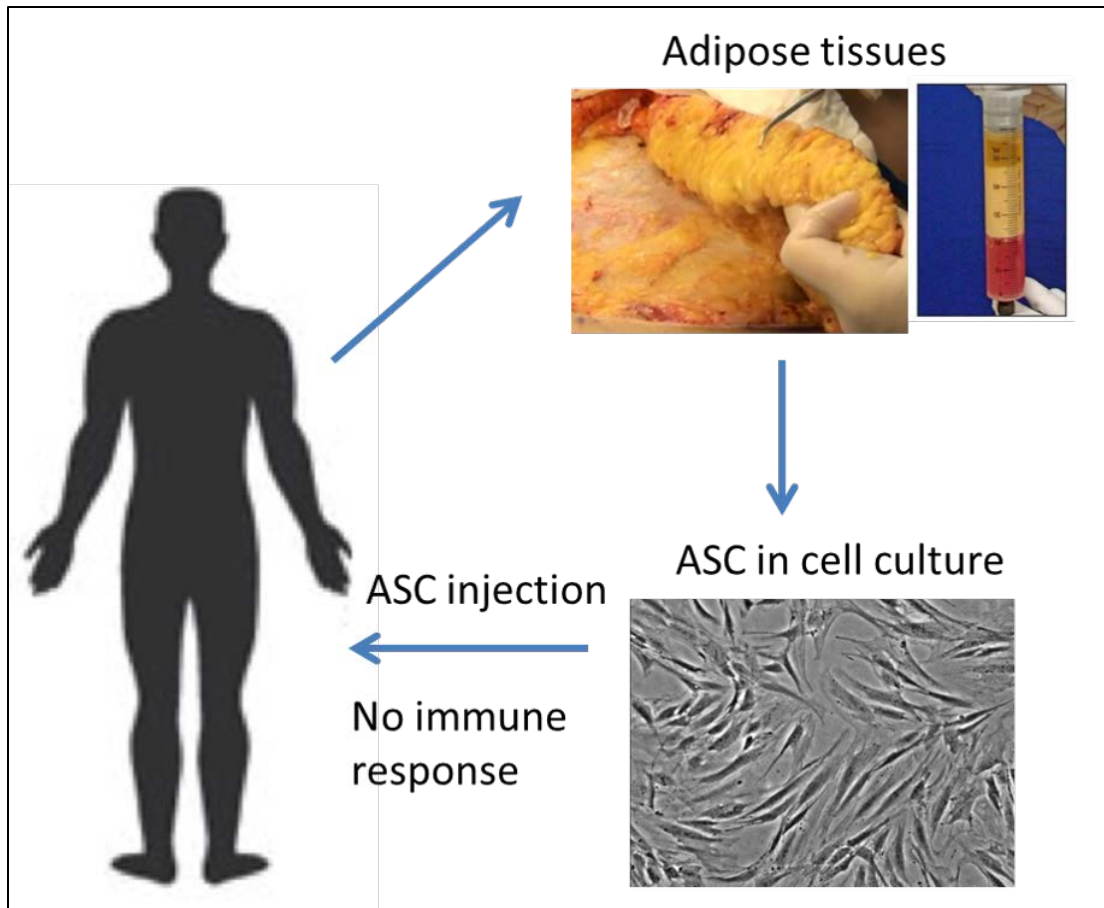 Adipose tissues
ASC in cell culture
ASC injection
No immune
response